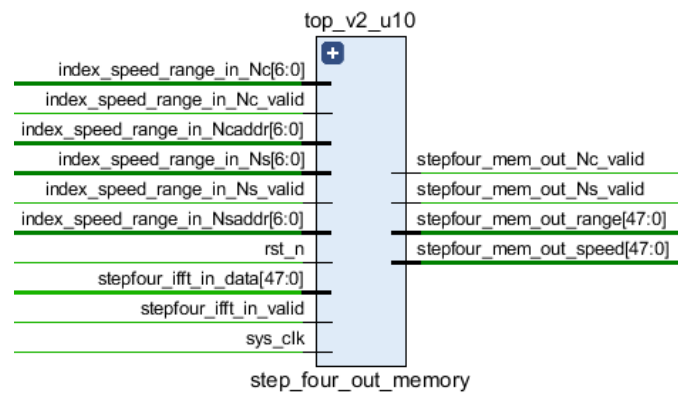 top_v2_u10
index_speed_range_in_Nc[6:0]
index_speed_range_in_Nc_valid
index_speed_range_in_Ncaddr[6:0]
index_speed_range_in_Ns[6:0]
index_speed_range_in_Ns_valid
index_speed_range_in_Nsaddr[6:0]
rst_n
stepfour_ifft_in_data[47:0]
stepfour_ifft_in_valid
sys_clk
stepfour_mem_out_Nc_valid
stepfour_mem_out_Ns_valid
stepfour_mem_out_range[47:0]
stepfour_mem_out_speed[47:0]
step_four_out_memory